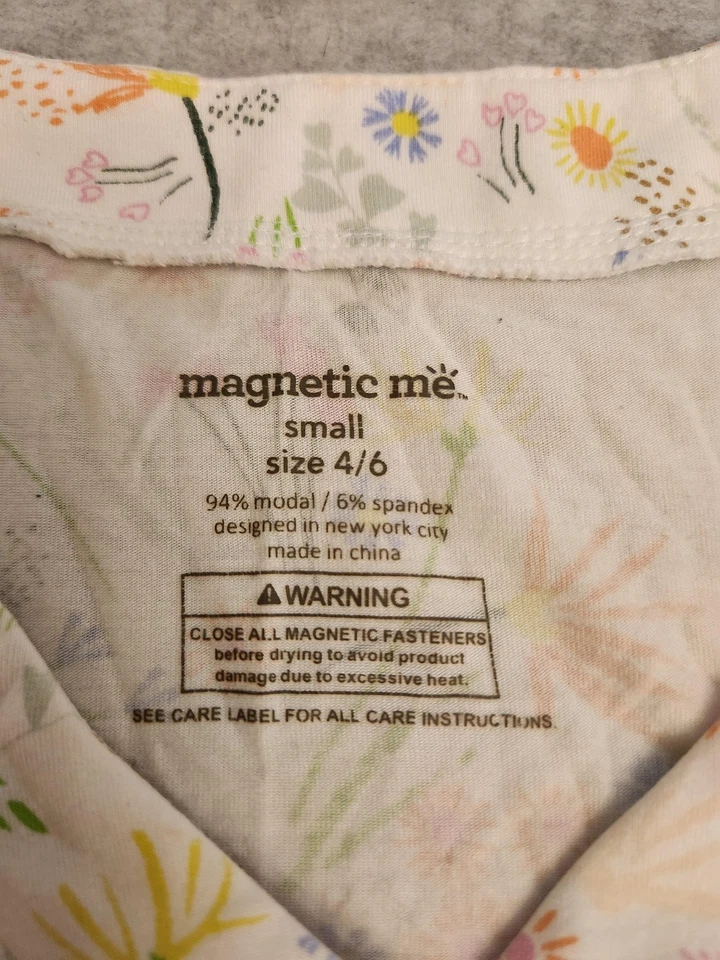 magnetic me™
small
size 4/6
94% modal / 6% spandex
designed in new york city
made in china
⚠WARNING
CLOSE ALL MAGNETIC FASTENERS
before drying to avoid product
damage due to excessive heat.
SEE CARE LABEL FOR ALL CARE INSTRUCTIONS.